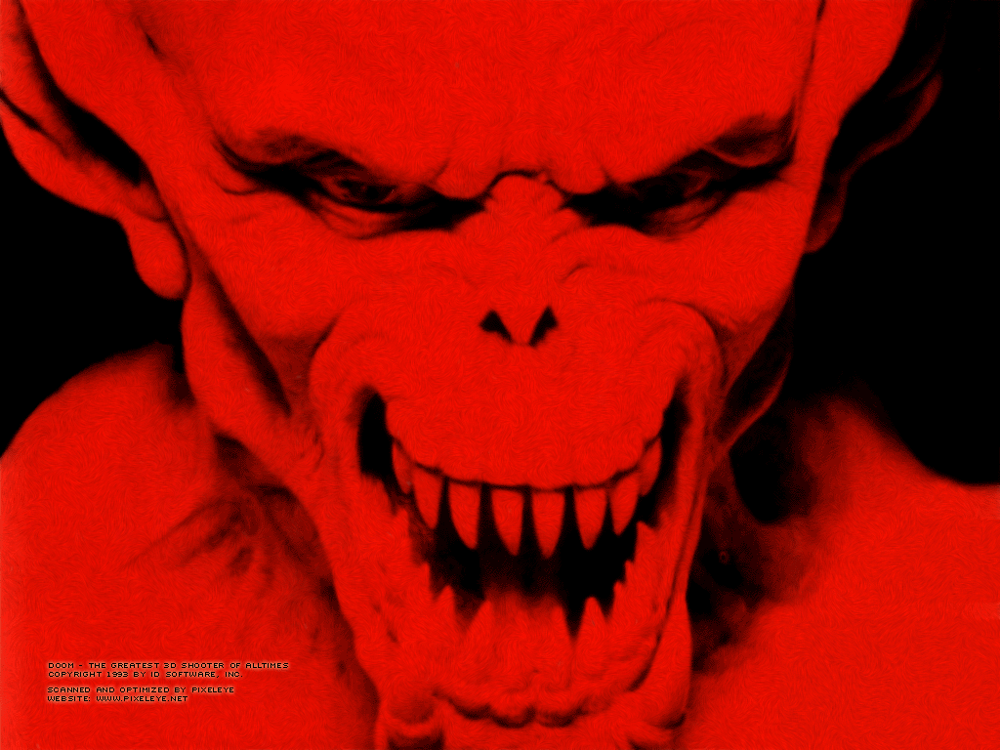 DOOM - THE GREATEST 3D SHOOTER OF ALLTIMES
COPYRIGHT 1993 BY ID SOFTWARE, INC.
SCANNED AND OPTIMIZED BY: PIXELEYE
WEBSITE: WWW.PIXELEYE.NET